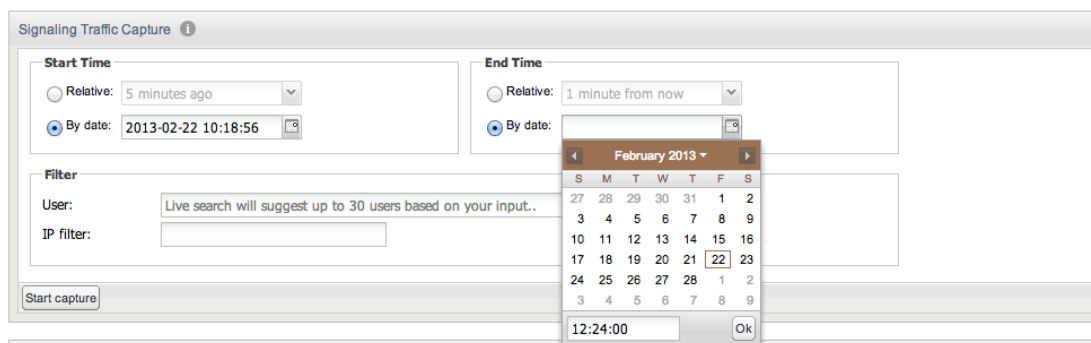 Signaling Traffic Capture i
Start Time
End Time
Relative: 5 minutes ago
Relative: 1 minute from now
By date: 2013-02-22 10:18:56
By date:
February 2013
S M T W T F S
27 28 29 30 31 1 2
3 4 5 6 7 8 9
10 11 12 13 14 15 16
17 18 19 20 21 22 23
24 25 26 27 28 1 2
3 4 5 6 7 8 9
12:24:00 Ok
Filter
User: Live search will suggest up to 30 users based on your input..
IP filter:
Start capture